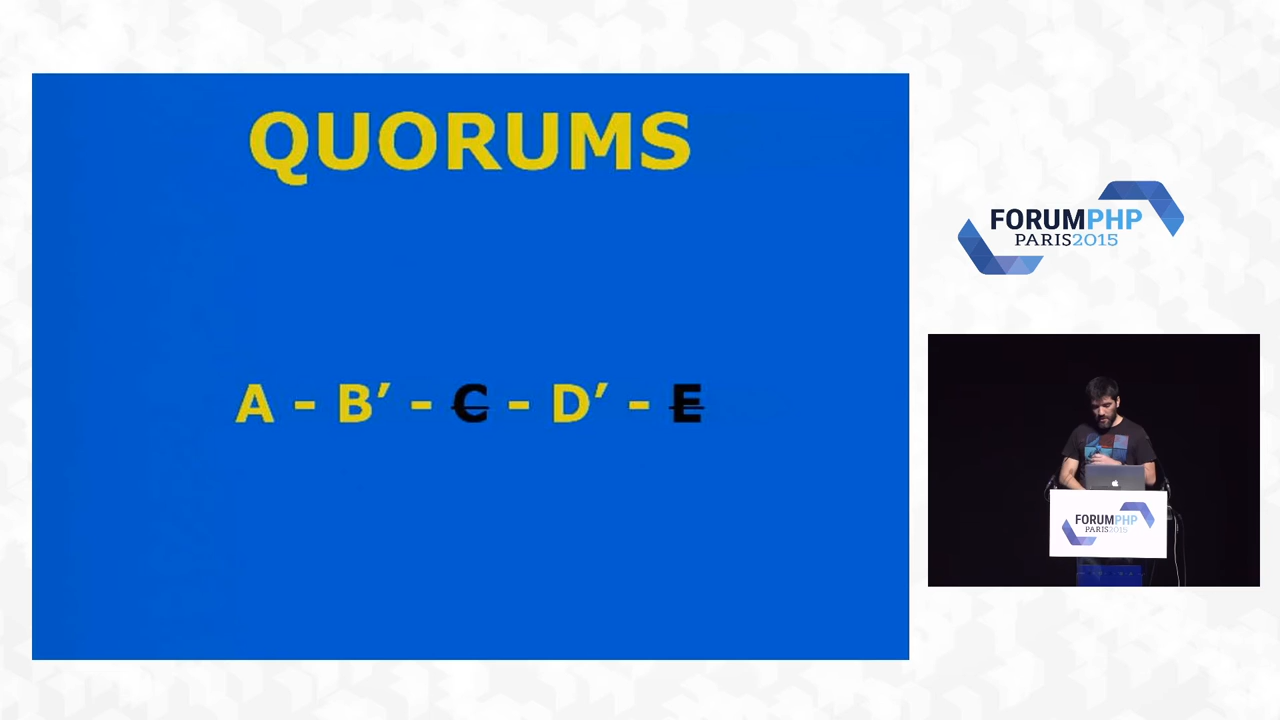 QUORUMS
A - B′ - C - D′ - E
FORUMPHP
PARIS2015
FORUMPHP
PARIS2015